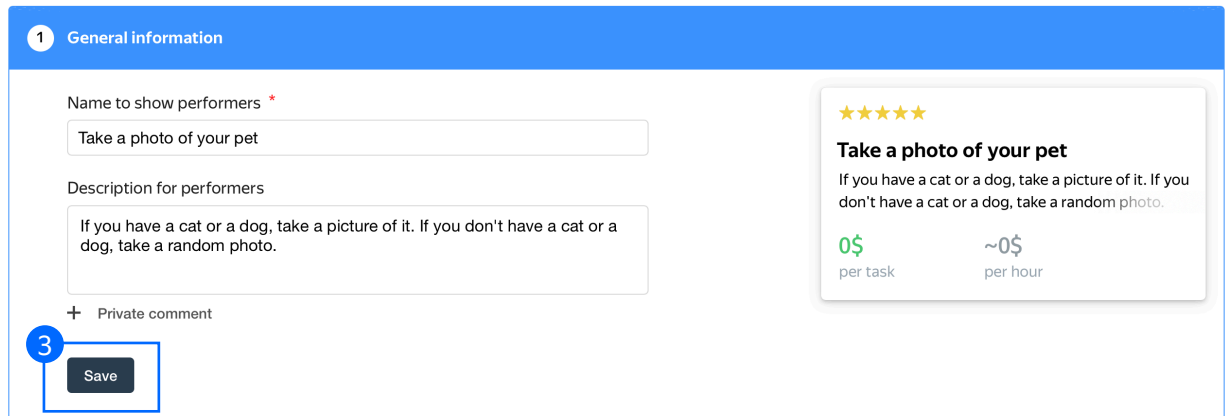 1 General information
Name to show performers *
Take a photo of your pet
Description for performers
If you have a cat or a dog, take a picture of it. If you don't have a cat or a
dog, take a random photo.
+ Private comment
3
Save
Take a photo of your pet
If you have a cat or a dog, take a picture of it. If you
don't have a cat or a dog, take a random photo.
0$ ~0$
per task per hour